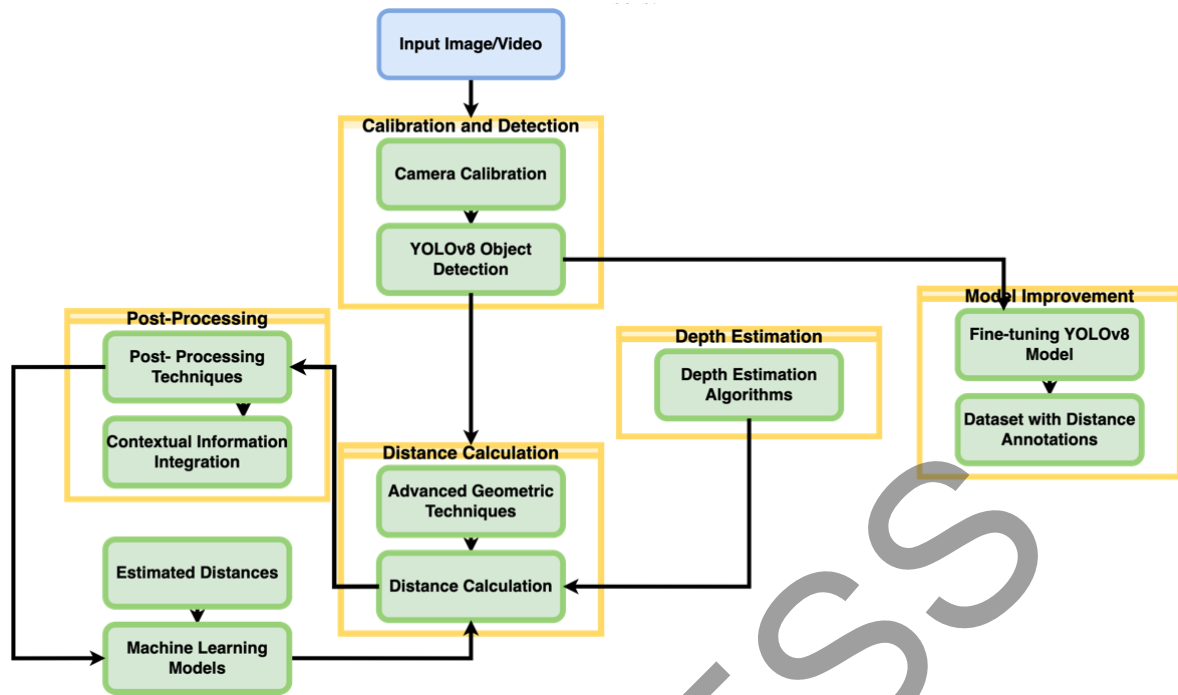 Input Image/Video
Calibration and Detection
Camera Calibration
YOLOv8 Object
Detection
Model Improvement
Fine-tuning YOLOv8
Model
Dataset with Distance
Annotations
Post-Processing
Post- Processing
Techniques
Contextual Information
Integration
Depth Estimation
Depth Estimation
Algorithms
Distance Calculation
Advanced Geometric
Techniques
Distance Calculation
Estimated Distances
Machine Learning
Models